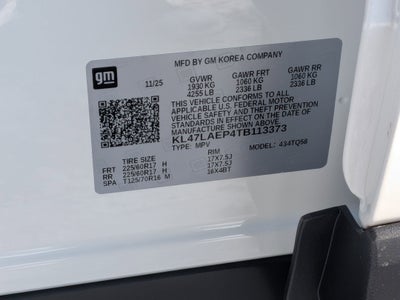 gm
MFD BY GM KOREA COMPANY
11/25 GVWR GAWR FRT GAWR RR
1930 KG 1060 KG 1060 KG
4255 LB 2336 LB 2336 LB
THIS VEHICLE CONFORMS TO ALL
APPLICABLE U.S. FEDERAL MOTOR
VEHICLE SAFETY AND THEFT PREVENTION
STANDARDS IN EFFECT ON THE DATE OF
MANUFACTURE SHOWN ABOVE.
KL47LAEP4TB113373
TYPE: MPV MODEL: 434TQ58
TIRE SIZE RIM
FRT 225/60R17 H 17X7.5J
RR 225/60R17 H 17X7.5J
SPA T125/70R16 M 16X4BT